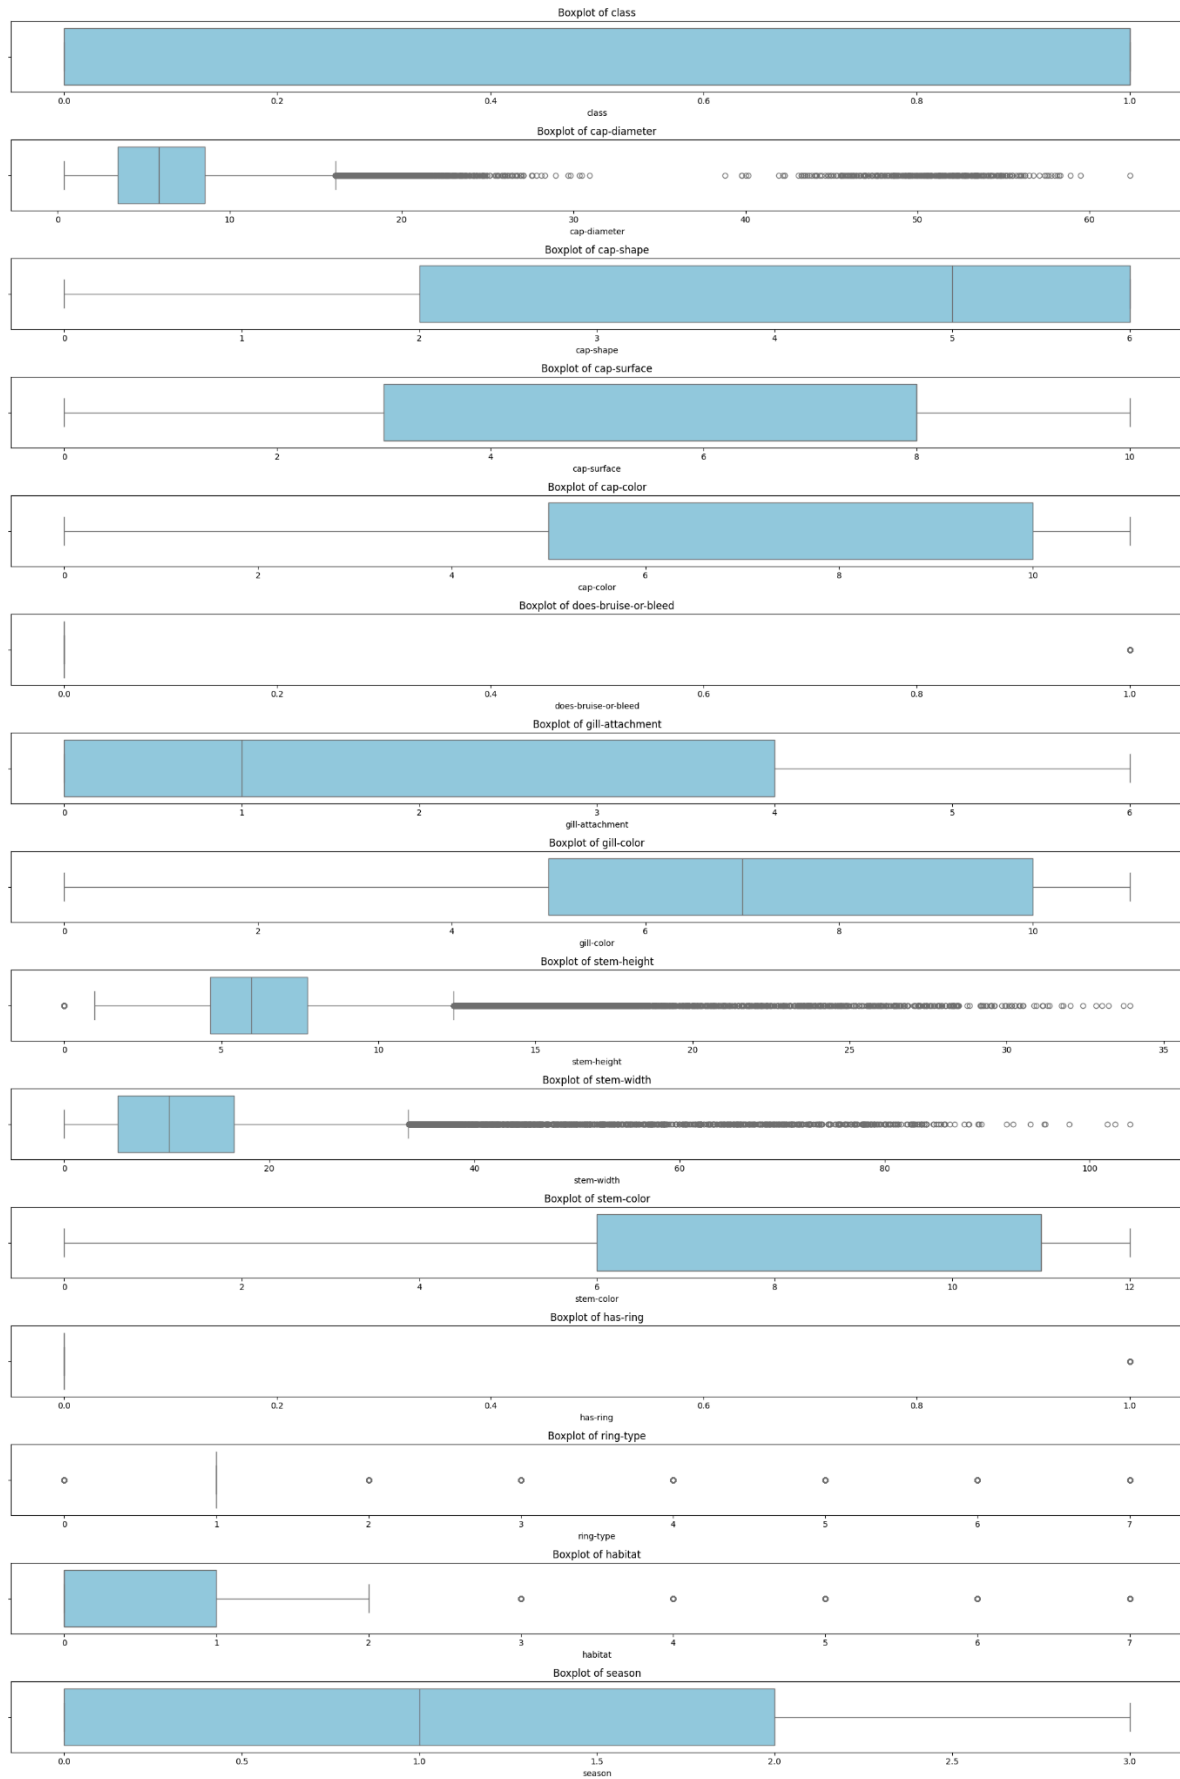 Boxplot of class
0.0 0.2 0.4 0.6 0.8 1.0
class
Boxplot of cap-diameter
0 10 20 30 40 50 60
cap-diameter
Boxplot of cap-shape
0 1 2 3 4 5 6
cap-shape
Boxplot of cap-surface
0 2 4 6 8 10
cap-surface
Boxplot of cap-color
0 2 4 6 8 10
cap-color
Boxplot of does-bruise-or-bleed
0.0 0.2 0.4 0.6 0.8 1.0
does-bruise-or-bleed
Boxplot of gill-attachment
0 1 2 3 4 5 6
gill-attachment
Boxplot of gill-color
0 2 4 6 8 10
gill-color
Boxplot of stem-height
0 5 10 15 20 25 30 35
stem-height
Boxplot of stem-width
0 20 40 60 80 100
stem-width
Boxplot of stem-color
0 2 4 6 8 10 12
stem-color
Boxplot of has-ring
0.0 0.2 0.4 0.6 0.8 1.0
has-ring
Boxplot of ring-type
0 1 2 3 4 5 6 7
ring-type
Boxplot of habitat
0 1 2 3 4 5 6 7
habitat
Boxplot of season
0.0 0.5 1.0 1.5 2.0 2.5 3.0
season